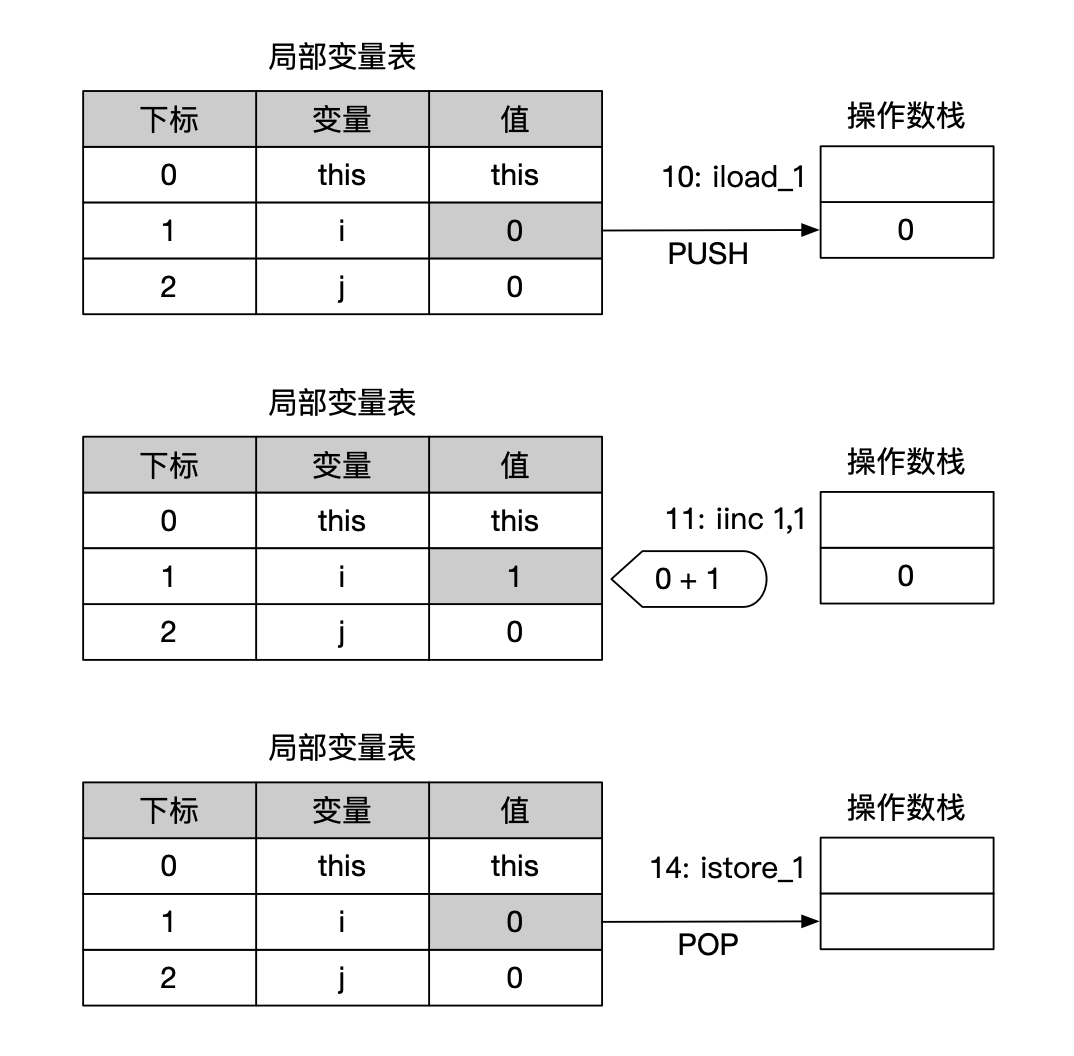 局部变量表
下标 变量 值
操作数栈
0 this this
10: iload_1
1 i 0
PUSH
0
2 j 0
局部变量表
下标 变量 值
操作数栈
0 this this
11: iinc 1,1
1 i 1
0 + 1
0
2 j 0
局部变量表
下标 变量 值
操作数栈
0 this this
14: istore_1
1 i 0
POP
2 j 0